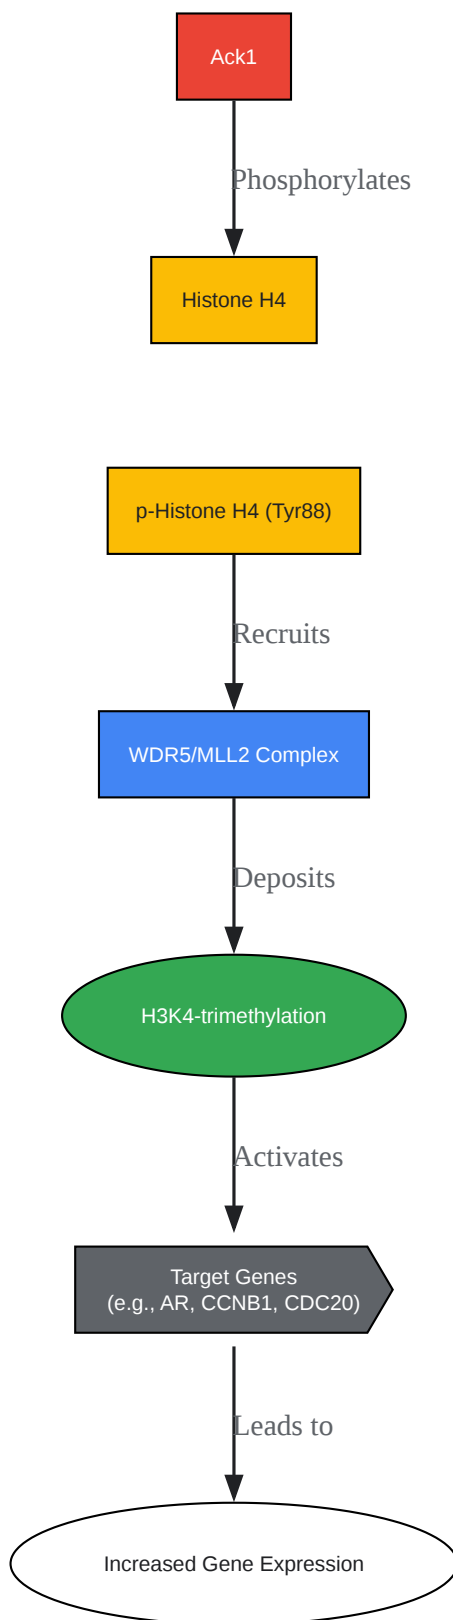 Ack1
Phosphorylates
Histone H4
p-Histone H4 (Tyr88)
Recruits
WDR5/MLL2 Complex
Deposits
H3K4-trimethylation
Activates
Target Genes
(e.g., AR, CCNB1, CDC20)
Leads to
Increased Gene Expression